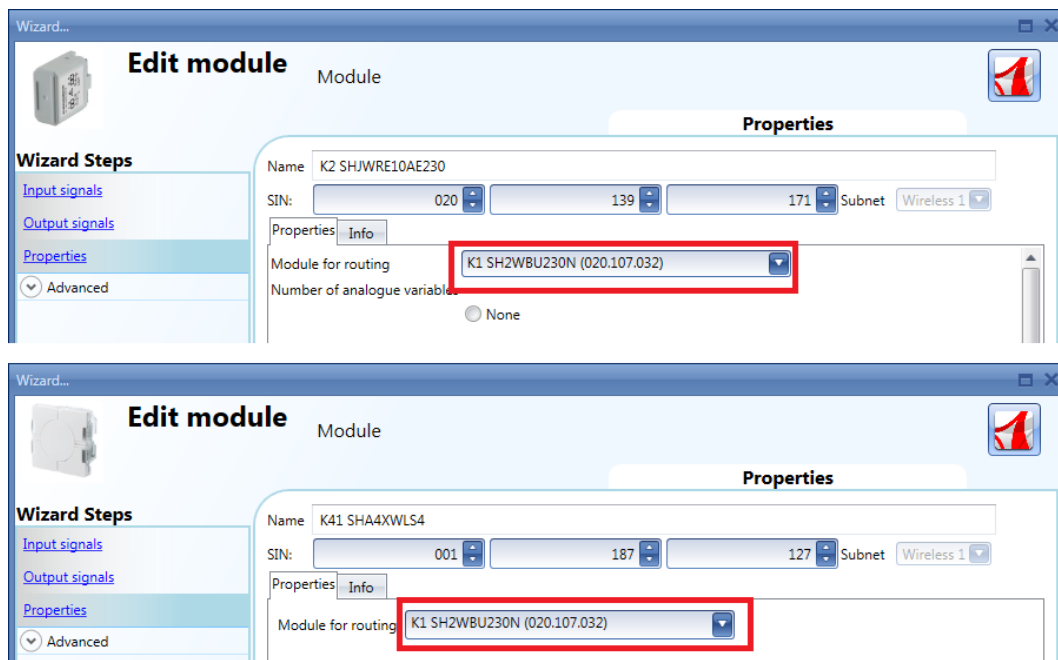 Wizard...
Edit module Module
Properties
Wizard Steps
Name K2 SHJWRE10AE230
Input signals
SIN: 020 139 171 Subnet Wireless 1
Output signals
Properties Info
Properties
Module for routing K1 SH2WBU230N (020.107.032)
Advanced
Number of analogue variables
None
Wizard...
Edit module Module
Properties
Wizard Steps
Name K41 SHA4XWLS4
Input signals
SIN: 001 187 127 Subnet Wireless 1
Output signals
Properties Info
Properties
Module for routing K1 SH2WBU230N (020.107.032)
Advanced